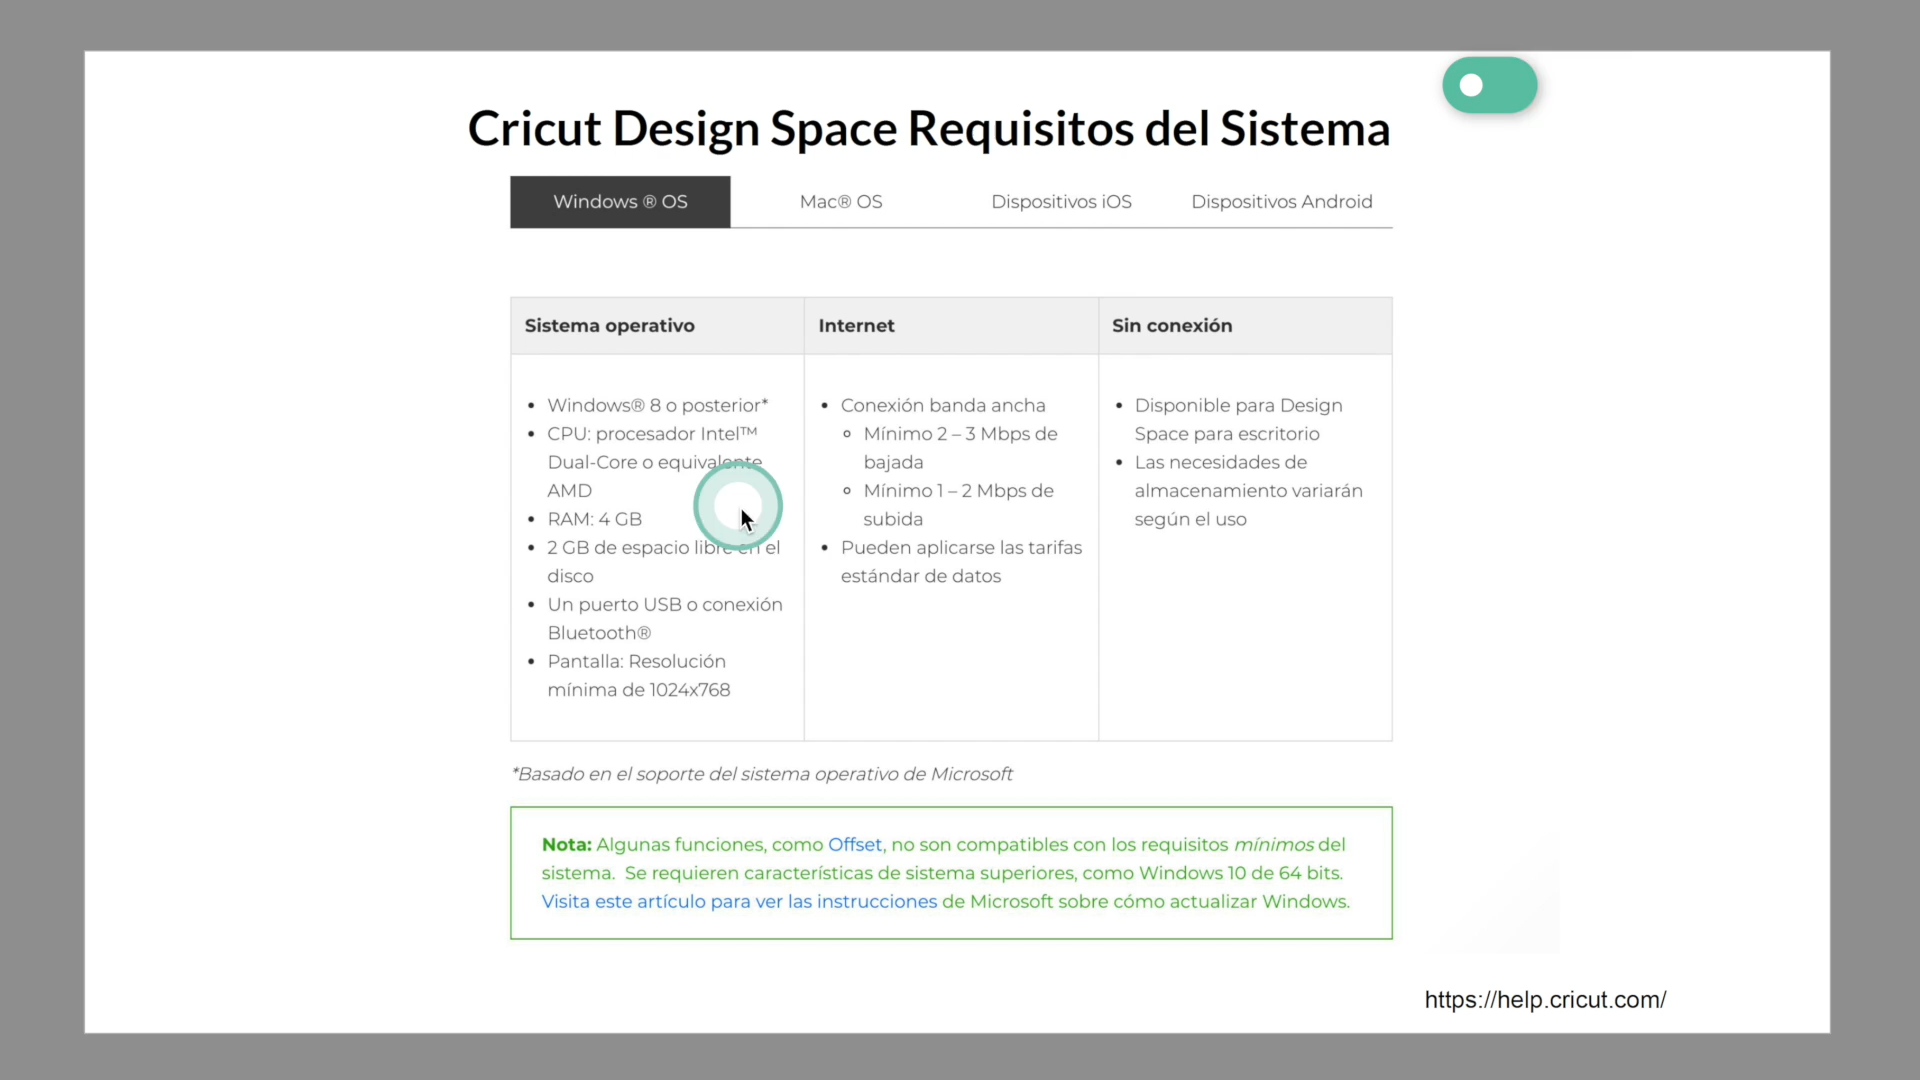 Cricut Design Space Requisitos del Sistema
Windows ® OS
Mac® OS
Dispositivos iOS
Dispositivos Android
Sistema operativo
Windows® 8 o posterior*
CPU: procesador Intel™
Dual-Core o equivalente
AMD
RAM: 4 GB
2 GB de espacio libre en el
disco
Un puerto USB o conexión
Bluetooth®
Pantalla: Resolución
mínima de 1024x768
Internet
Conexión banda ancha
Mínimo 2 – 3 Mbps de
bajada
Mínimo 1 – 2 Mbps de
subida
Pueden aplicarse las tarifas
estándar de datos
Sin conexión
Disponible para Design
Space para escritorio
Las necesidades de
almacenamiento variarán
según el uso
*Basado en el soporte del sistema operativo de Microsoft
Nota: Algunas funciones, como Offset, no son compatibles con los requisitos mínimos del
sistema. Se requieren características de sistema superiores, como Windows 10 de 64 bits.
Visita este artículo para ver las instrucciones de Microsoft sobre cómo actualizar Windows.
https://help.cricut.com/